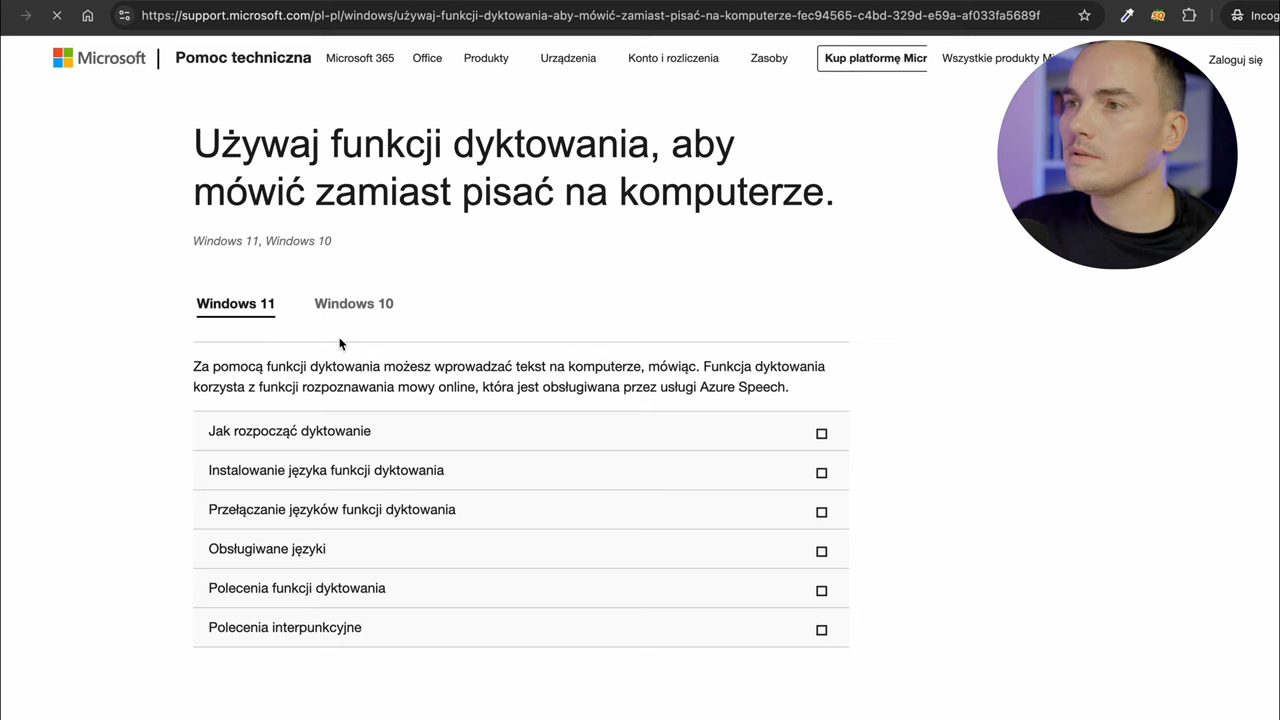 https://support.microsoft.com/pl-pl/windows/używaj-funkcji-dyktowania-aby-mówić-zamiast-pisać-na-komputerze-fec94565-c4bd-329d-e59a-af033fa5689f
Incog
Microsoft
Pomoc techniczna
Microsoft 365
Office
Produkty
Urządzenia
Konto i rozliczenia
Zasoby
Kup platformę Micr
Wszystkie produkty Mi
Zaloguj się
Używaj funkcji dyktowania, aby
mówić zamiast pisać na komputerze.
Windows 11, Windows 10
Windows 11
Windows 10
Za pomocą funkcji dyktowania możesz wprowadzać tekst na komputerze, mówiąc. Funkcja dyktowania
korzysta z funkcji rozpoznawania mowy online, która jest obsługiwana przez usługi Azure Speech.
Jak rozpocząć dyktowanie
Instalowanie języka funkcji dyktowania
Przełączanie języków funkcji dyktowania
Obsługiwane języki
Polecenia funkcji dyktowania
Polecenia interpunkcyjne